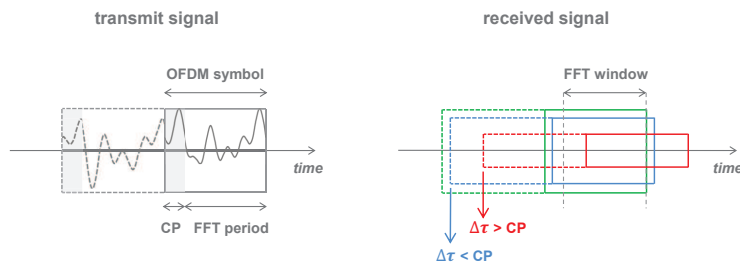 transmit signal
received signal
OFDM symbol
FFT window
time
time
CP
FFT period
Δτ > CP
Δτ < CP